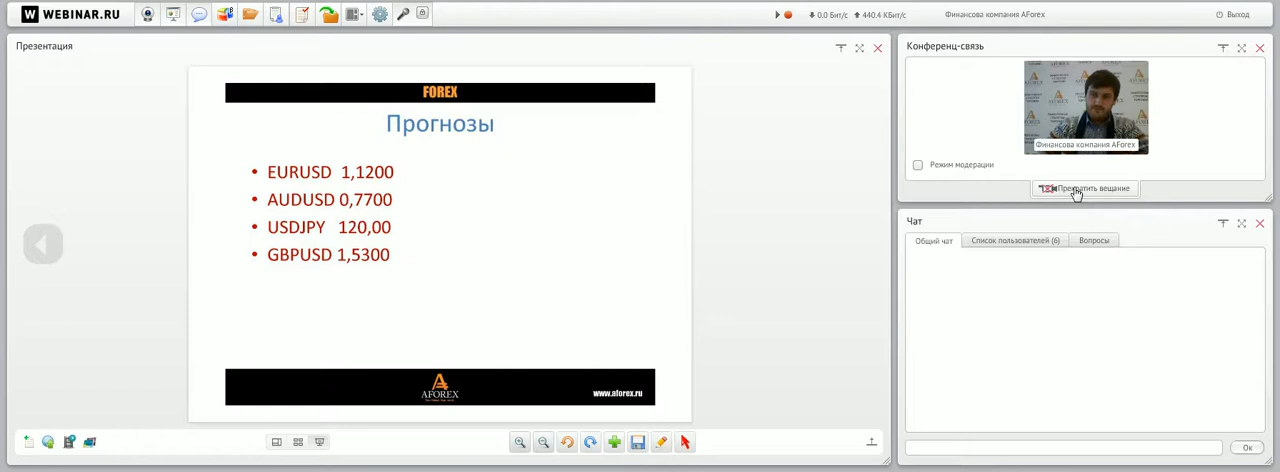 W WEBINAR.RU
0.0 Бит/с 440.4 КБит/с
Финансова компания AForex
Выход
Презентация
FOREX
Прогнозы
• EURUSD 1,1200
• AUDUSD 0,7700
• USDJPY 120,00
• GBPUSD 1,5300
AFOREX
www.aforex.ru
Конференц-связь
Финансова компания AForex
Режим модерации
Прекратить вещание
Чат
Общий чат
Список пользователей (6)
Вопросы
Ок